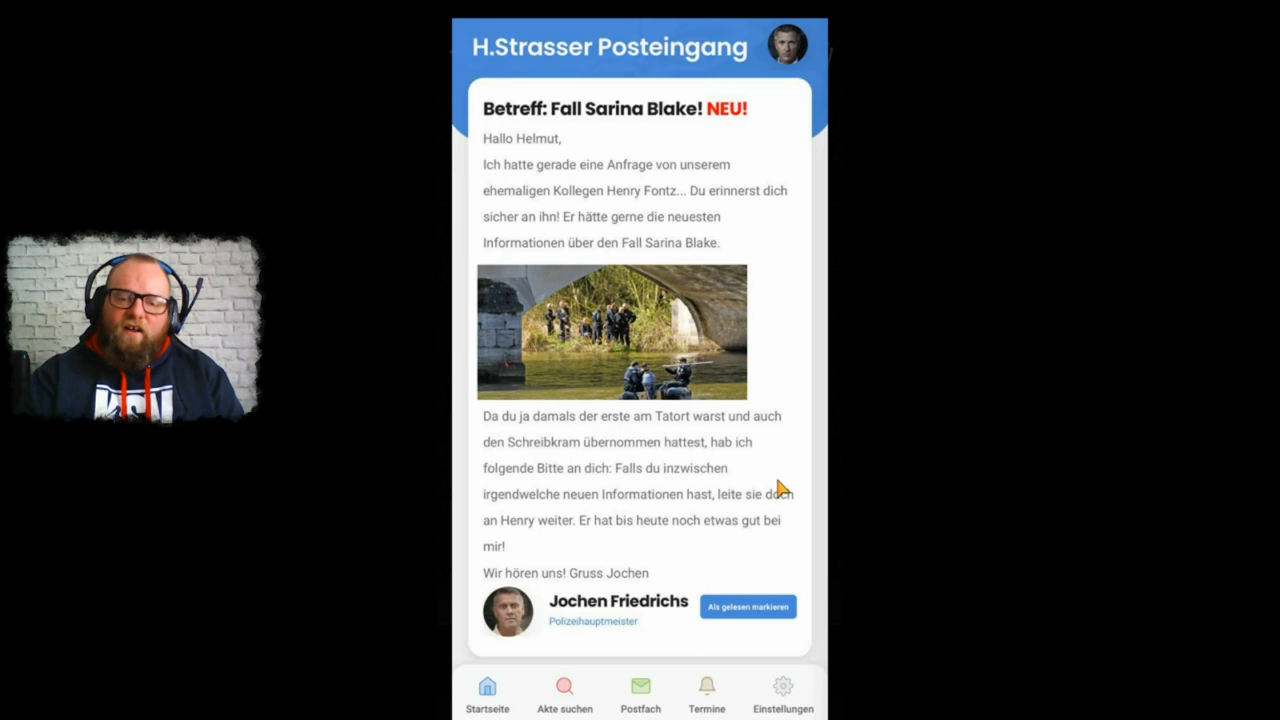 H.Strasser Posteingang
Betreff: Fall Sarina Blake! NEU!
Hallo Helmut,
Ich hatte gerade eine Anfrage von unserem
ehemaligen Kollegen Henry Fontz... Du erinnerst dich
sicher an ihn! Er hätte gerne die neuesten
Informationen über den Fall Sarina Blake.
Da du ja damals der erste am Tatort warst und auch
den Schreibkram übernommen hattest, hab ich
folgende Bitte an dich: Falls du inzwischen
irgendwelche neuen Informationen hast, leite sie doch
an Henry weiter. Er hat bis heute noch etwas gut bei
mir!
Wir hören uns! Gruss Jochen
Jochen Friedrichs
Polizeihauptmeister
Als gelesen markieren
Startseite Akte suchen Postfach Termine Einstellungen